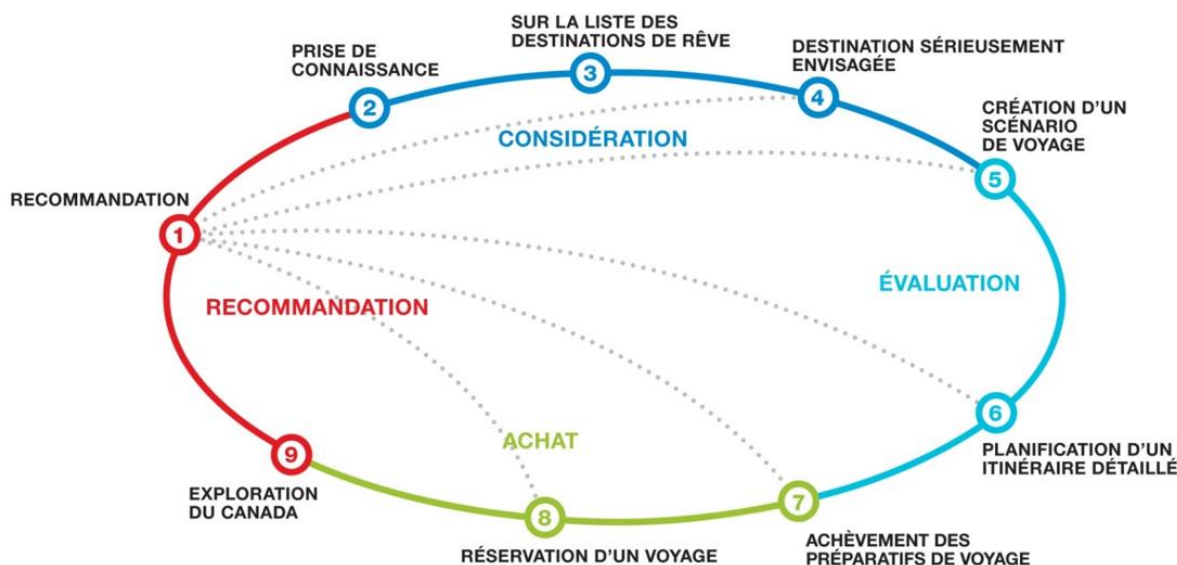 RECOMMANDATION
1
PRISE DE
CONNAISSANCE
2
SUR LA LISTE DES
DESTINATIONS DE RÊVE
3
DESTINATION SÉRIEUSEMENT
ENVISAGÉE
4
CRÉATION D’UN
SCÉNARIO
DE VOYAGE
5
6
PLANIFICATION D’UN
ITINÉRAIRE DÉTAILLÉ
7
ACHÈVEMENT DES
PRÉPARATIFS DE VOYAGE
8
RÉSERVATION D’UN VOYAGE
9
EXPLORATION
DU CANADA
CONSIDÉRATION
ÉVALUATION
ACHAT
RECOMMANDATION